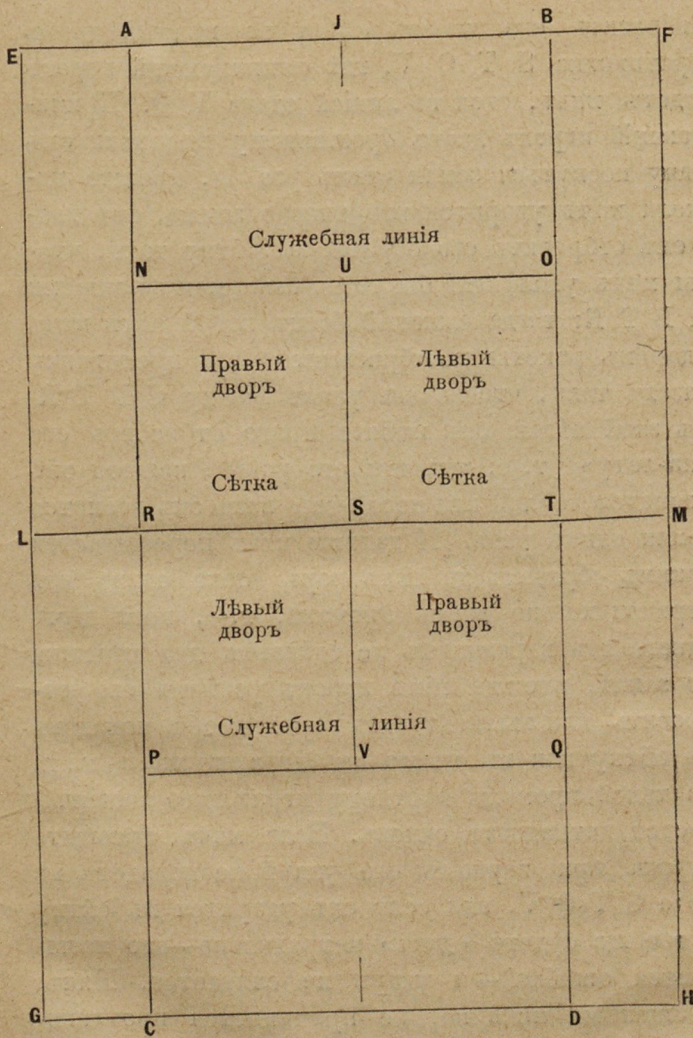 A J B
E F
Служебная линія
N U O
Правый Лѣвый
дворъ дворъ
Сѣтка Сѣтка
R S T
L M
Лѣвый Правый
дворъ дворъ
Служебная линія
P V Q
G C D H